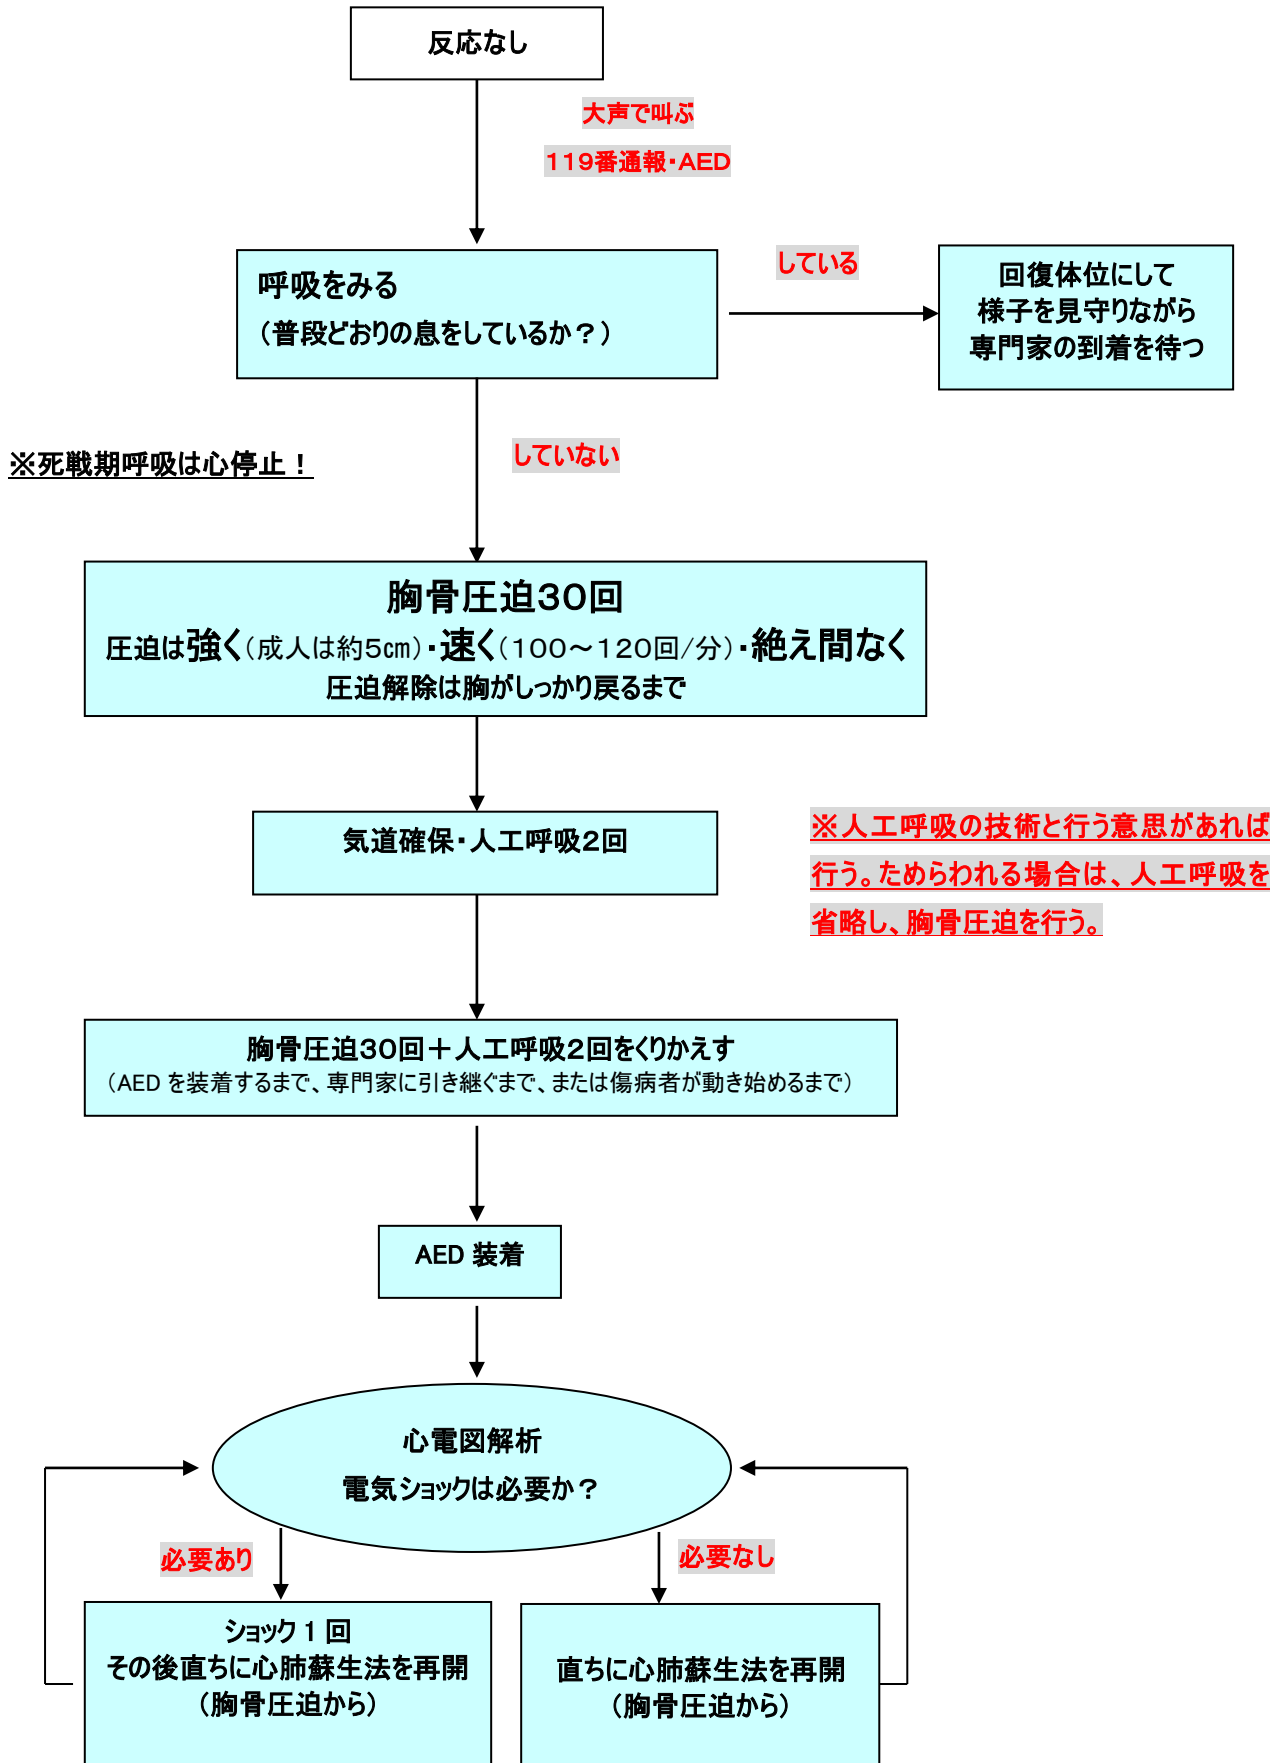 反応なし
大声で叫ぶ
119番通報・AED
呼吸をみる
（普段どおりの息をしているか？）
している
回復体位にして
様子を見守りながら
専門家の到着を待つ
※死戦期呼吸は心停止！
していない
胸骨圧迫30回
圧迫は強く（成人は約5㎝）・速く（100～120回/分）・絶え間なく
圧迫解除は胸がしっかり戻るまで
気道確保・人工呼吸2回
※人工呼吸の技術と行う意思があれば
行う。ためらわれる場合は、人工呼吸を
省略し、胸骨圧迫を行う。
胸骨圧迫30回＋人工呼吸2回をくりかえす
（AED を装着するまで、専門家に引き継ぐまで、または傷病者が動き始めるまで）
AED 装着
心電図解析
電気ショックは必要か？
必要あり
必要なし
ショック 1 回
その後直ちに心肺蘇生法を再開
（胸骨圧迫から）
直ちに心肺蘇生法を再開
（胸骨圧迫から）